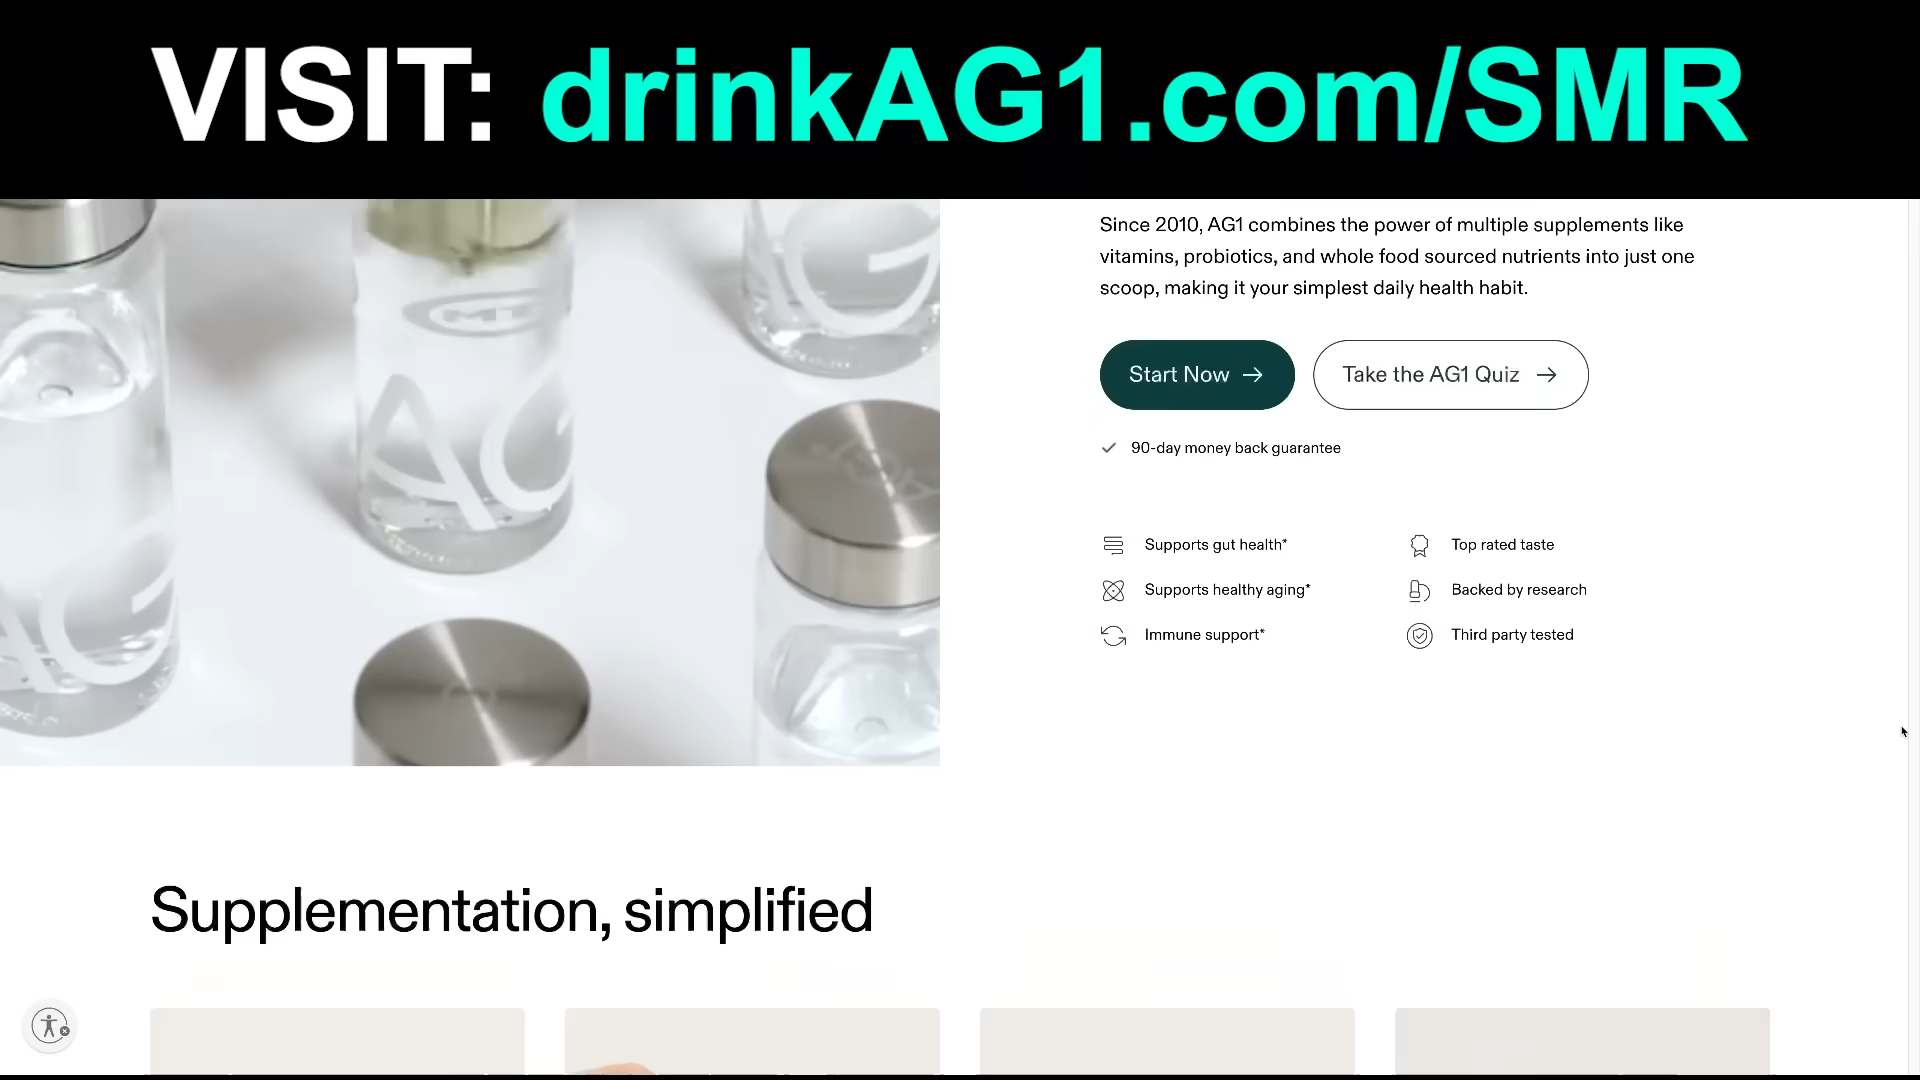 VISIT: drinkAG1.com/SMR
Since 2010, AG1 combines the power of multiple supplements like
vitamins, probiotics, and whole food sourced nutrients into just one
scoop, making it your simplest daily health habit.
Start Now → Take the AG1 Quiz →
90-day money back guarantee
Supports gut health* Top rated taste
Supports healthy aging* Backed by research
Immune support* Third party tested
AG
AG
AG
G
Supplementation, simplified